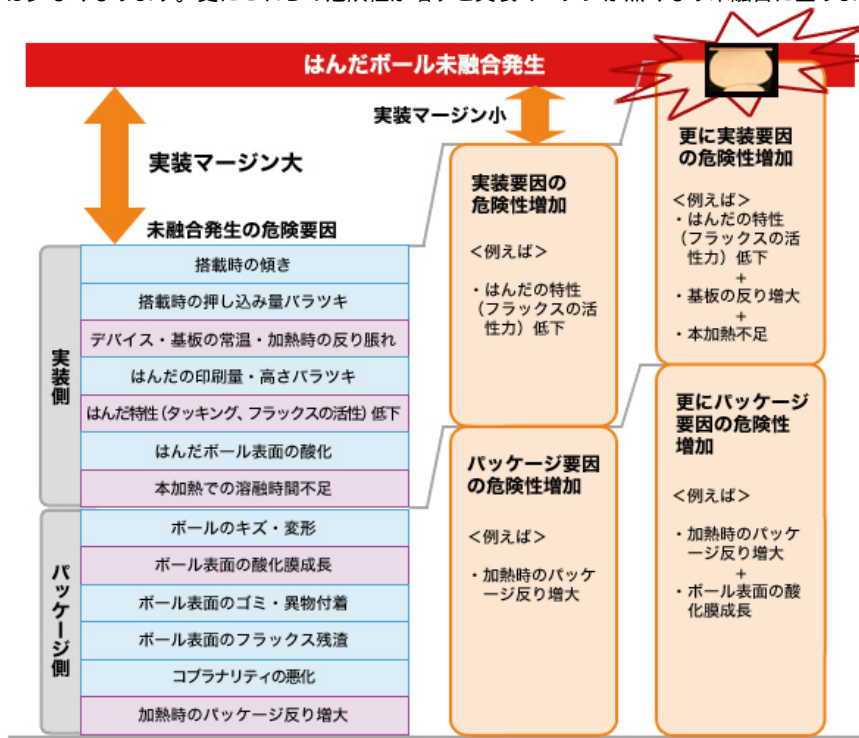 はんだボール未融合発生
実装マージン大
実装マージン小
未融合発生の危険要因
実装側
搭載時の傾き
搭載時の押し込み量バラツキ
デバイス・基板の常温・加熱時の反り脹れ
はんだの印刷量・高さバラツキ
はんだ特性(タッキング、フラックスの活性)低下
はんだボール表面の酸化
本加熱での溶融時間不足
パッケージ側
ボールのキズ・変形
ボール表面の酸化膜成長
ボール表面のゴミ・異物付着
ボール表面のフラックス残渣
コプラナリティの悪化
加熱時のパッケージ反り増大
実装要因の
危険性増加
<例えば>
・はんだの特性
(フラックスの活
性力)低下
パッケージ要因
の危険性増加
<例えば>
・加熱時のパッケ
ージ反り増大
更に実装要因
の危険性増加
<例えば>
・はんだの特性
(フラックスの活
性力)低下
+
・基板の反り増大
+
・本加熱不足
更にパッケージ
要因の危険性
増加
<例えば>
・加熱時のパッケ
ージ反り増大
+
・ボール表面の酸
化膜成長